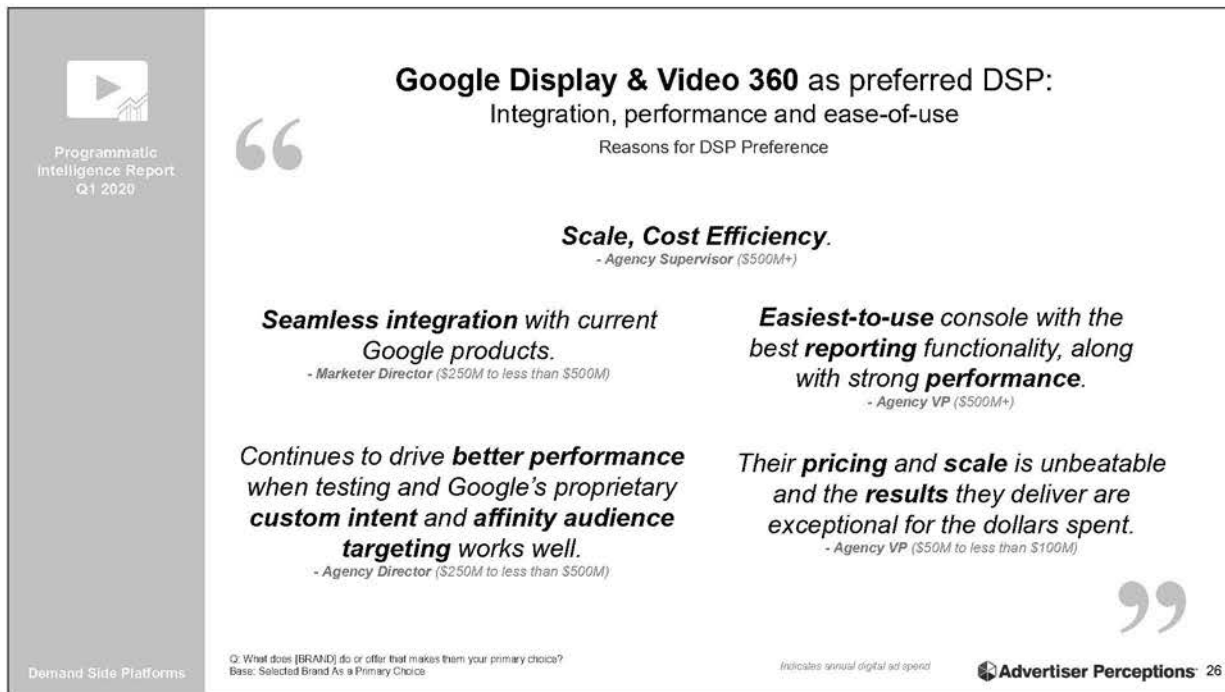 Programmatic
Intelligence Report
Q1 2020
Google Display & Video 360 as preferred DSP:
Integration, performance and ease-of-use
Reasons for DSP Preference
“
Scale, Cost Efficiency.
- Agency Supervisor ($500M+)
Seamless integration with current
Google products.
- Marketer Director ($250M to less than $500M)
Easiest-to-use console with the
best reporting functionality, along
with strong performance.
- Agency VP ($500M+)
Continues to drive better performance
when testing and Google's proprietary
custom intent and affinity audience
targeting works well.
- Agency Director ($250M to less than $500M)
Their pricing and scale is unbeatable
and the results they deliver are
exceptional for the dollars spent.
- Agency VP ($50M to less than $100M)
”
Demand Side Platforms
Q: What does [BRAND] do or offer that makes them your primary choice?
Base: Selected Brand As a Primary Choice
Indicates annual digital ad spend
Advertiser Perceptions 26